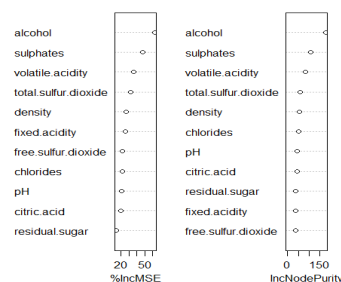 alcohol
sulphates
volatile.acidity
total.sulfur.dioxide
density
fixed.acidity
free.sulfur.dioxide
chlorides
pH
citric.acid
residual.sugar
20 50
%IncMSE
alcohol
sulphates
volatile.acidity
total.sulfur.dioxide
density
chlorides
pH
citric.acid
residual.sugar
fixed.acidity
free.sulfur.dioxide
0 150
IncNodePurity